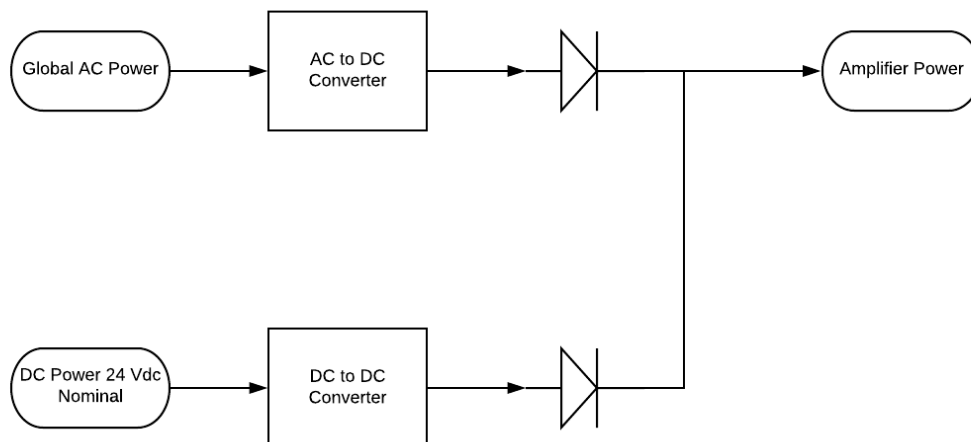 Global AC Power
AC to DC
Converter
Amplifier Power
DC Power 24 Vdc
Nominal
DC to DC
Converter